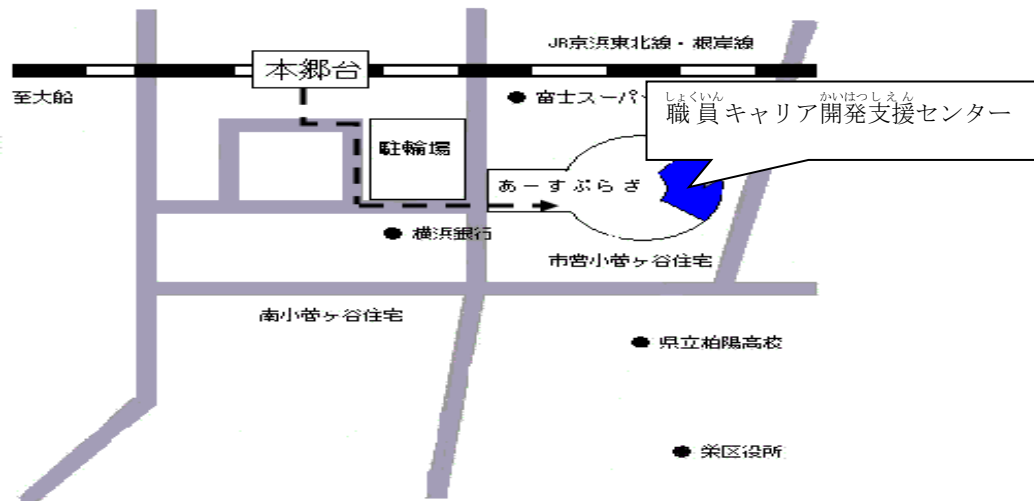 JR京浜東北線・根岸線
本郷台
至大船
富士スーパー
しょくいん かいはつしえん
職員キャリア開発支援センター
駐輪場
あーすぷらざ
横浜銀行
市営小菅ヶ谷住宅
南小菅ヶ谷住宅
県立柏陽高校
栄区役所